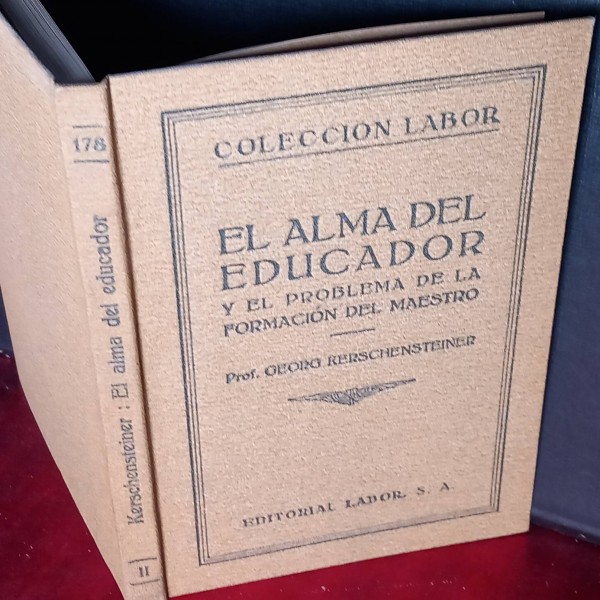 COLECCION LABOR
EL ALMA DEL
EDUCADOR
Y EL PROBLEMA DE LA
FORMACIÓN DEL MAESTRO
Prof. GEORG KERSCHENSTEINER
EDITORIAL LABOR, S. A.
178
Kerschensteiner : El alma del educador
II